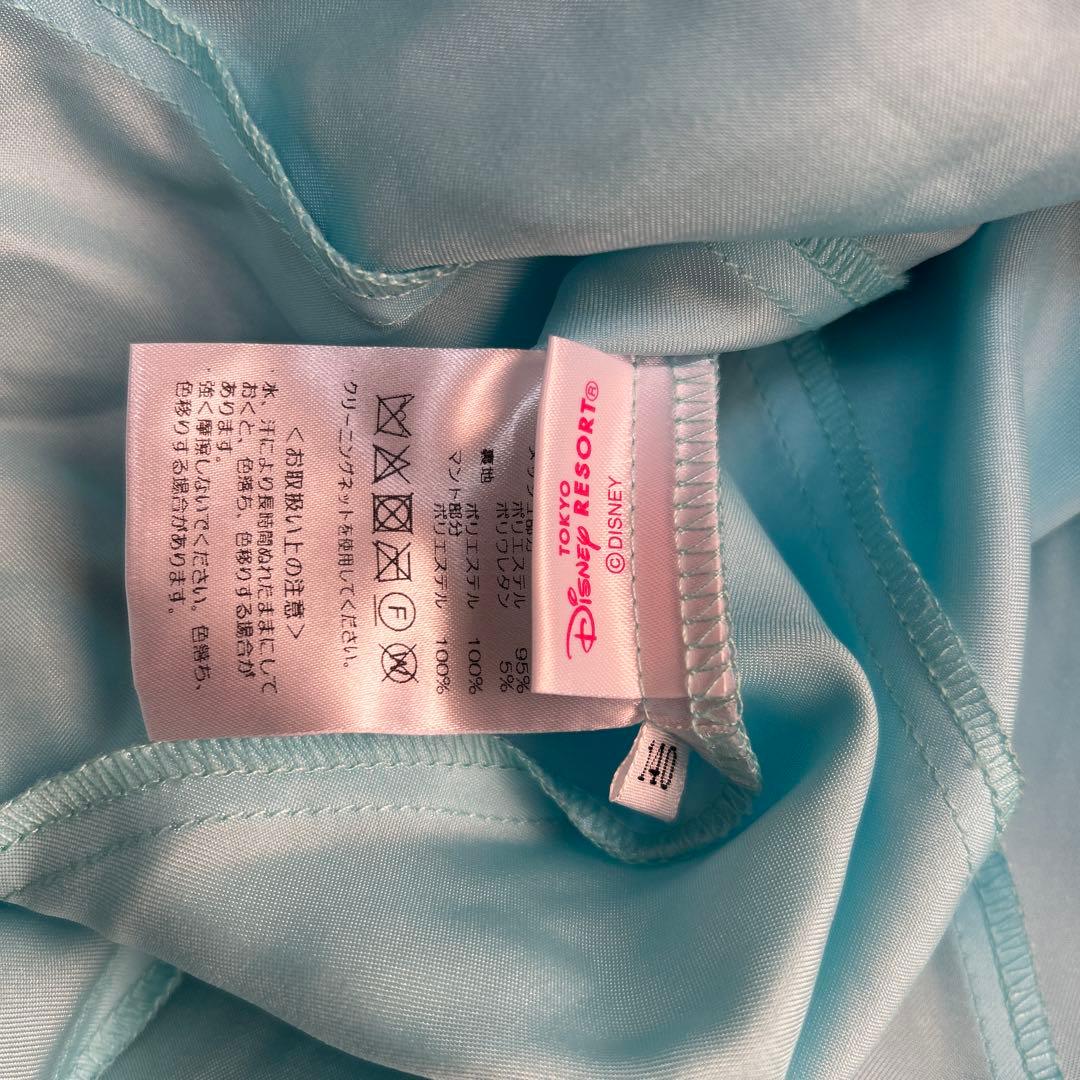 TOKYO
Disney RESORT®
©DISNEY
ポリエステル 95%
ポリウレタン 5%
裏地
ポリエステル 100%
マント部分
ポリエステル 100%
F
W
クリーニングネットを使用してください。
<お取扱い上の注意>
・水、汗により長時間ぬれたままにして
おくと、色落ち、色移りする場合が
あります。
・強く摩擦しないでください。色落ち、
色移りする場合があります。
140